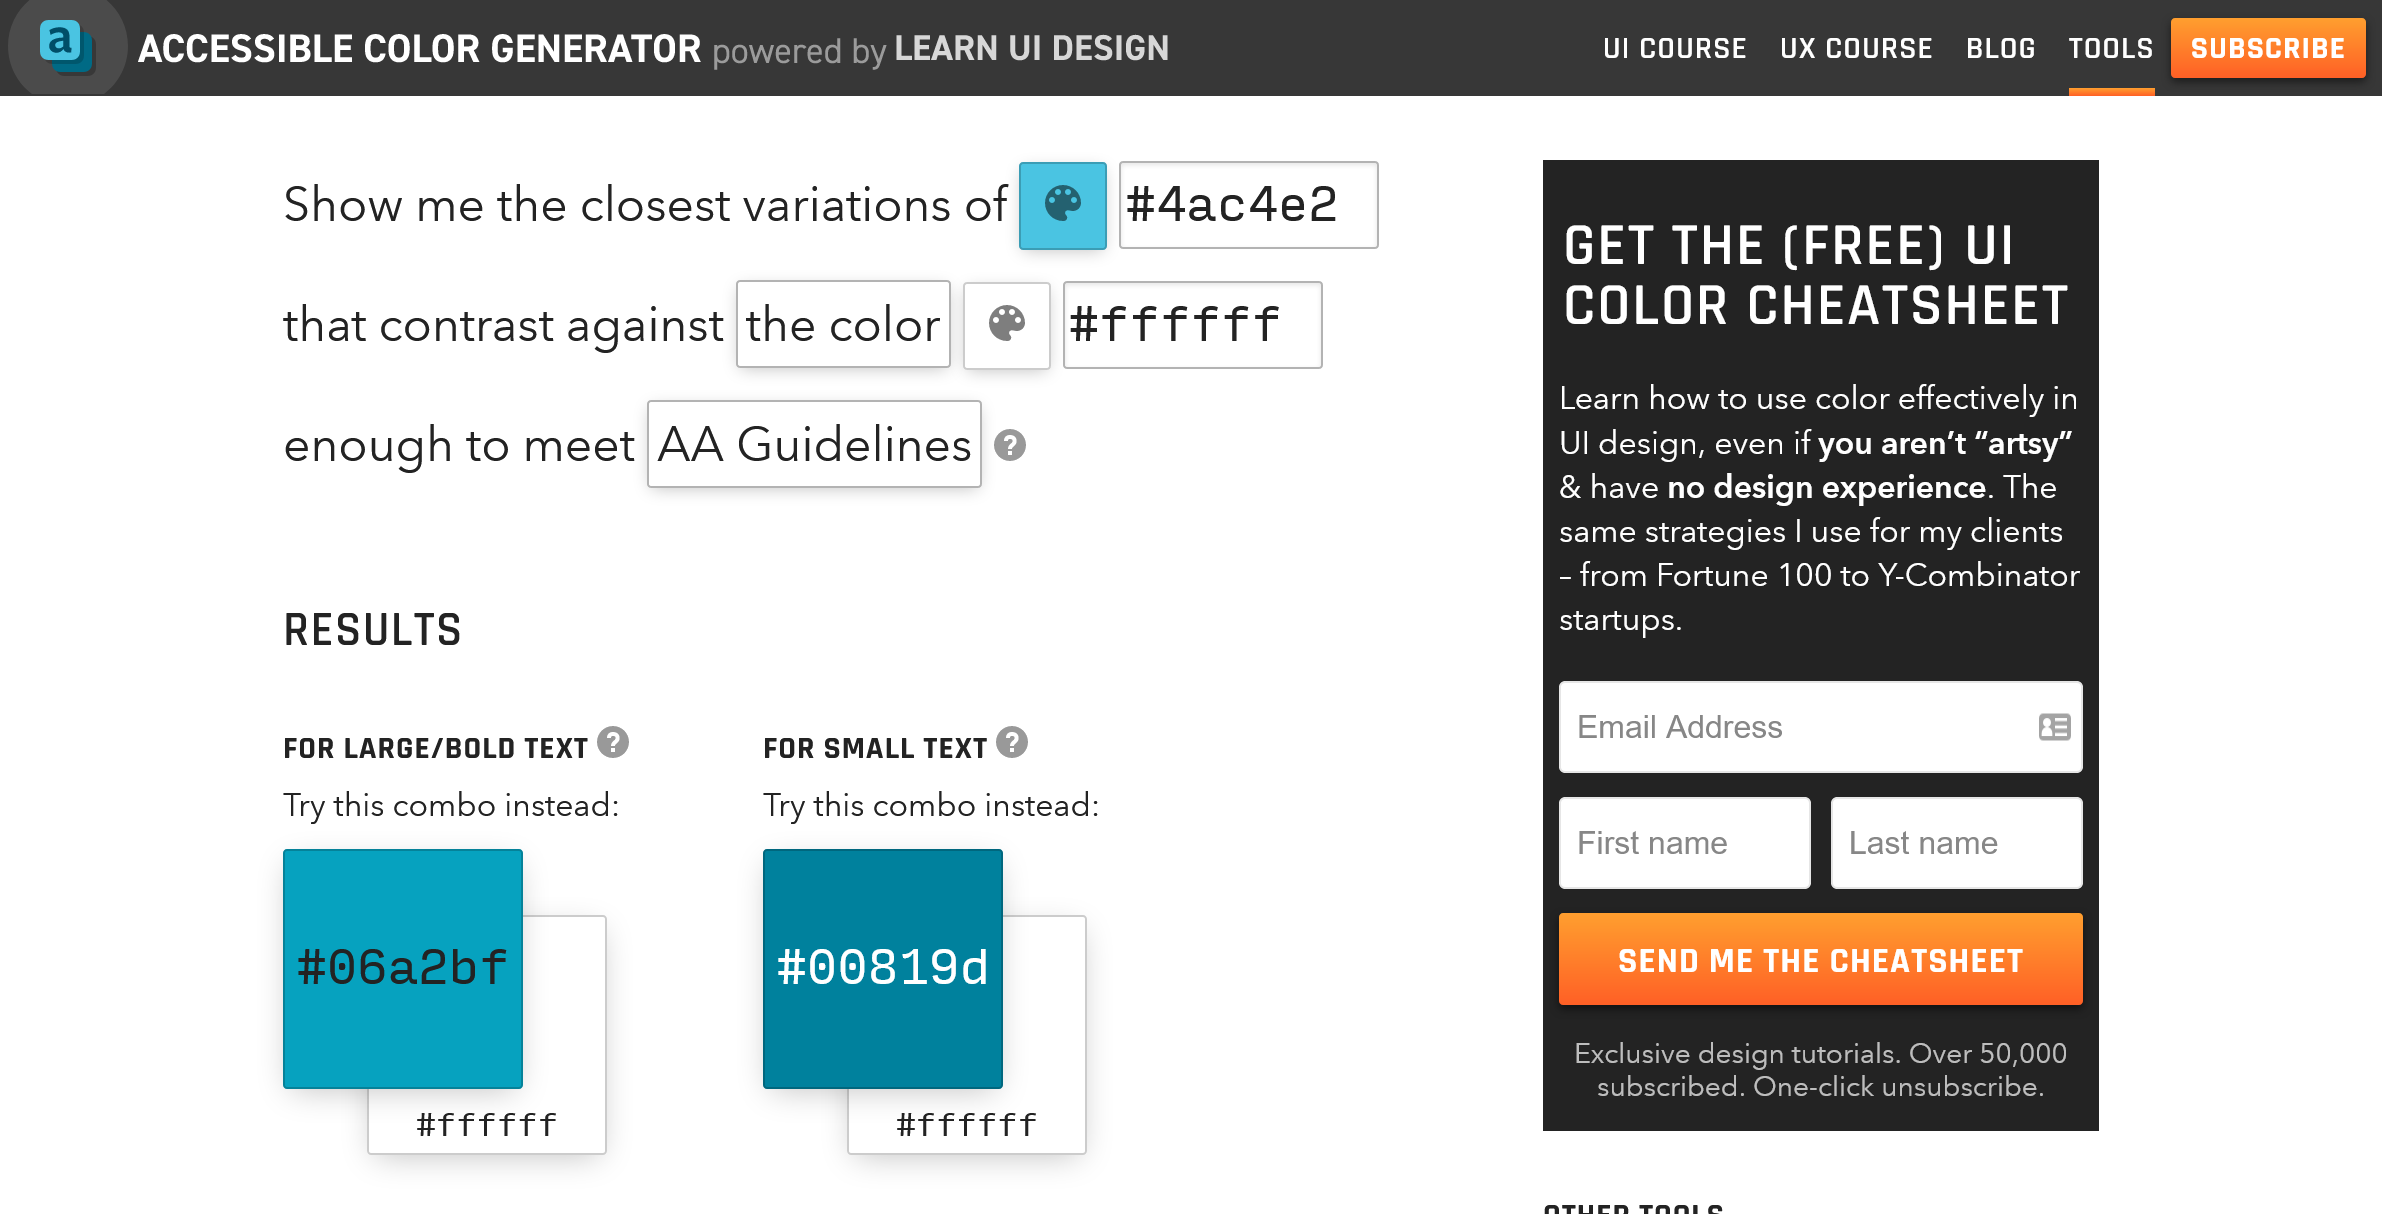 a ACCESSIBLE COLOR GENERATOR powered by LEARN UI DESIGN UI COURSE UX COURSE BLOG TOOLS SUBSCRIBE
Show me the closest variations of #4ac4e2
that contrast against the color #ffffff
enough to meet AA Guidelines ?
RESULTS
FOR LARGE/BOLD TEXT ?
Try this combo instead:
#06a2bf
#ffffff
FOR SMALL TEXT ?
Try this combo instead:
#00819d
#ffffff
GET THE (FREE) UI
COLOR CHEATSHEET
Learn how to use color effectively in
UI design, even if you aren’t “artsy”
& have no design experience. The
same strategies I use for my clients
– from Fortune 100 to Y-Combinator
startups.
Email Address
First name Last name
SEND ME THE CHEATSHEET
Exclusive design tutorials. Over 50,000
subscribed. One-click unsubscribe.
OTHER TOOLS